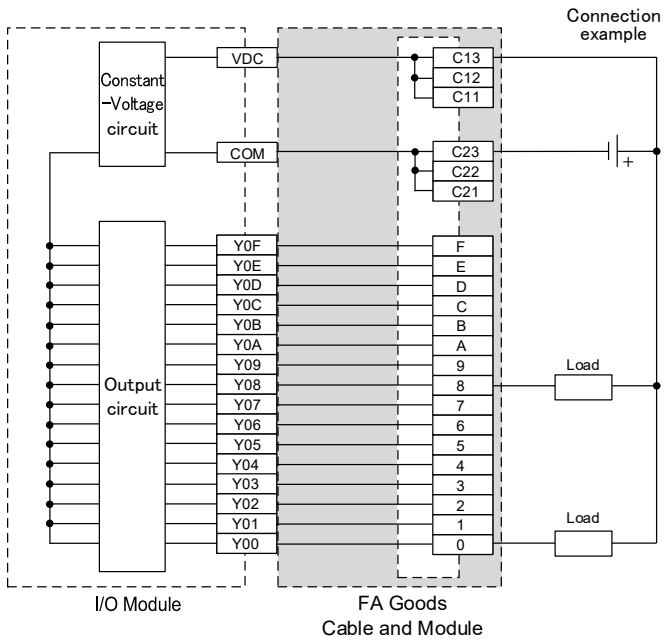 Connection
example
VDC
C13
C12
C11
Constant
-Voltage
circuit
COM
C23
C22
C21
+
Y0F
F
Y0E
E
Y0D
D
Y0C
C
Y0B
B
Y0A
A
Y09
9
Load
Output
circuit
Y08
8
Y07
7
Y06
6
Y05
5
Y04
4
Y03
3
Y02
2
Y01
1
Load
Y00
0
I/O Module
FA Goods
Cable and Module